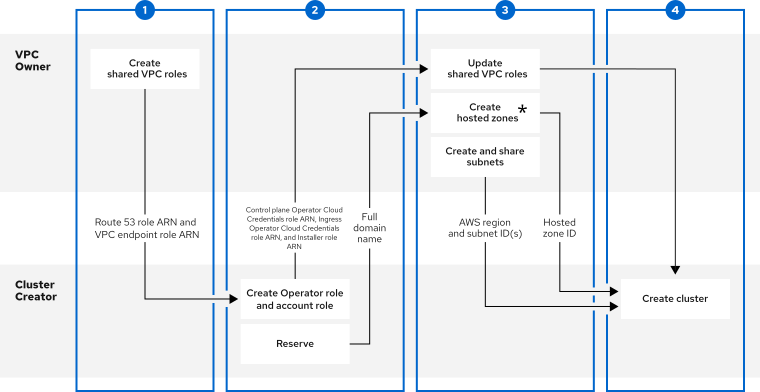 1
2
3
4
VPC
Owner
Create
shared VPC roles
Update
shared VPC roles
Create
hosted zones *
Create and share
subnets
Route 53 role ARN and
VPC endpoint role ARN
Control plane Operator Cloud
Credentials role ARN, Ingress
Operator Cloud Credentials
role ARN, and Installer role
ARN
Full
domain
name
AWS region
and subnet ID(s)
Hosted
zone ID
Cluster
Creator
Create Operator role
and account role
Reserve
Create cluster